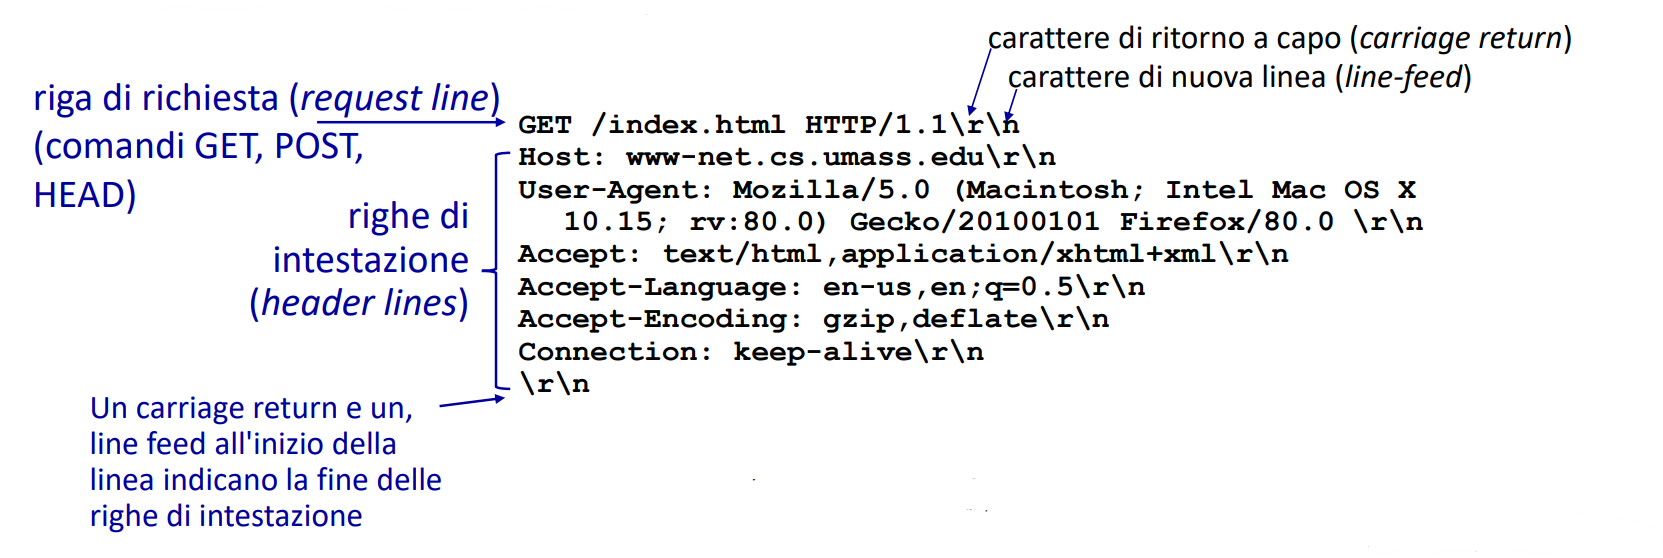 carattere di ritorno a capo (carriage return)
carattere di nuova linea (line-feed)
riga di richiesta (request line)
(comandi GET, POST,
HEAD)
GET /index.html HTTP/1.1\r\n
Host: www-net.cs.umass.edu\r\n
User-Agent: Mozilla/5.0 (Macintosh; Intel Mac OS X
10.15; rv:80.0) Gecko/20100101 Firefox/80.0 \r\n
Accept: text/html,application/xhtml+xml\r\n
Accept-Language: en-us,en;q=0.5\r\n
Accept-Encoding: gzip,deflate\r\n
Connection: keep-alive\r\n
\r\n
righe di
intestazione
(header lines)
Un carriage return e un,
line feed all'inizio della
linea indicano la fine delle
righe di intestazione